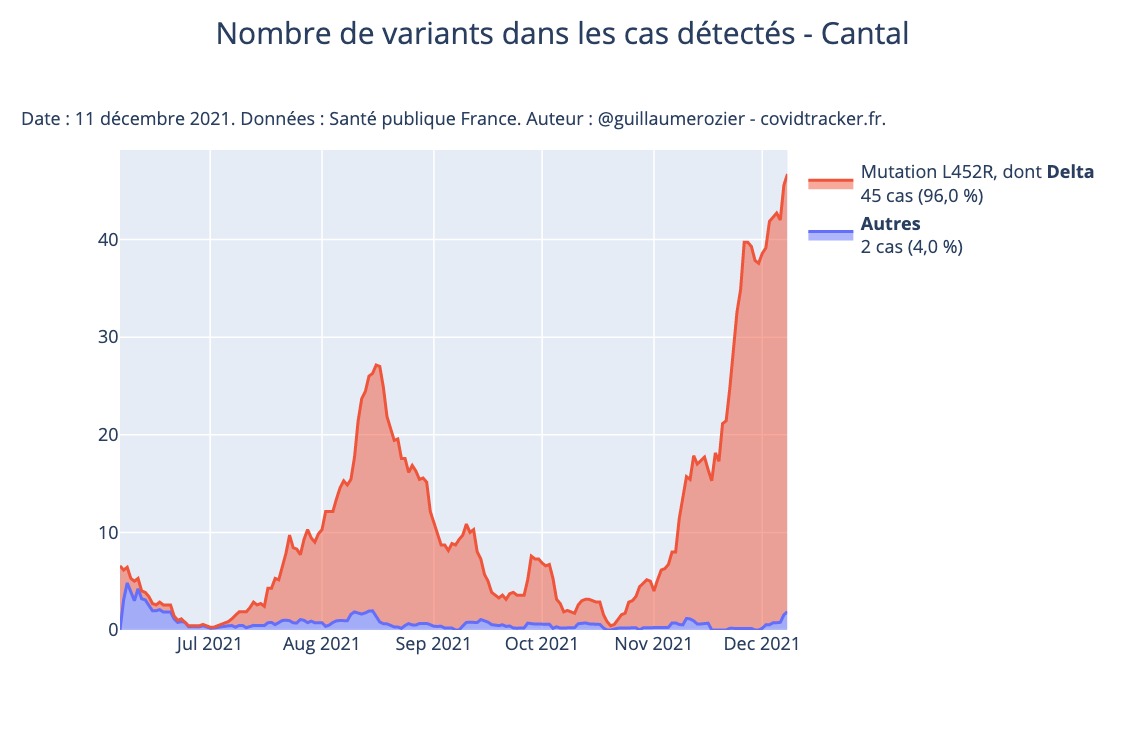 Nombre de variants dans les cas détectés - Cantal
Date : 11 décembre 2021. Données : Santé publique France. Auteur : @guillaumerozier - covidtracker.fr.
Mutation L452R, dont Delta
45 cas (96,0 %)
Autres
2 cas (4,0 %)
40
30
20
10
0
Jul 2021
Aug 2021
Sep 2021
Oct 2021
Nov 2021
Dec 2021